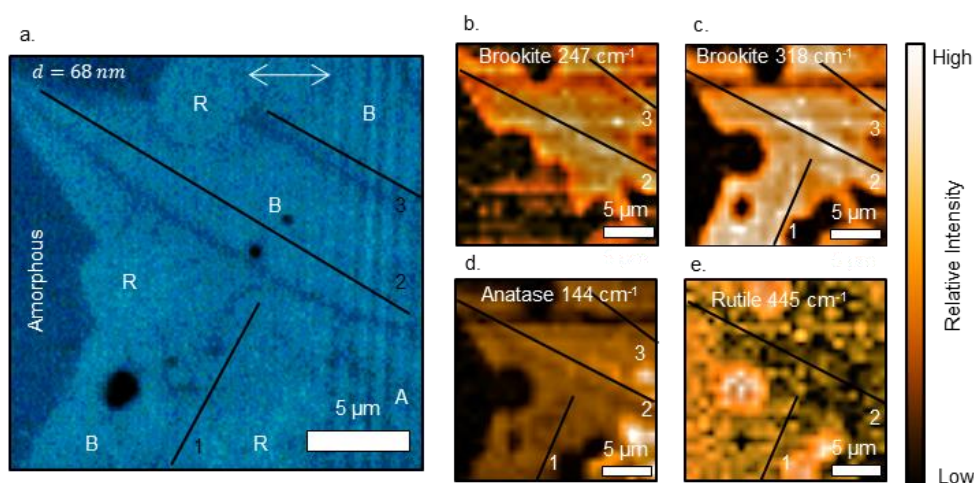 a.
d = 68 nm
R
B
B
Amorphous
R
3
2
A
B
1
R
5 μm
b.
Brookite 247 cm⁻¹
3
2
5 μm
c.
Brookite 318 cm⁻¹
3
2
1
5 μm
d.
Anatase 144 cm⁻¹
3
2
1
5 μm
e.
Rutile 445 cm⁻¹
2
1
5 μm
High
Relative Intensity
Low